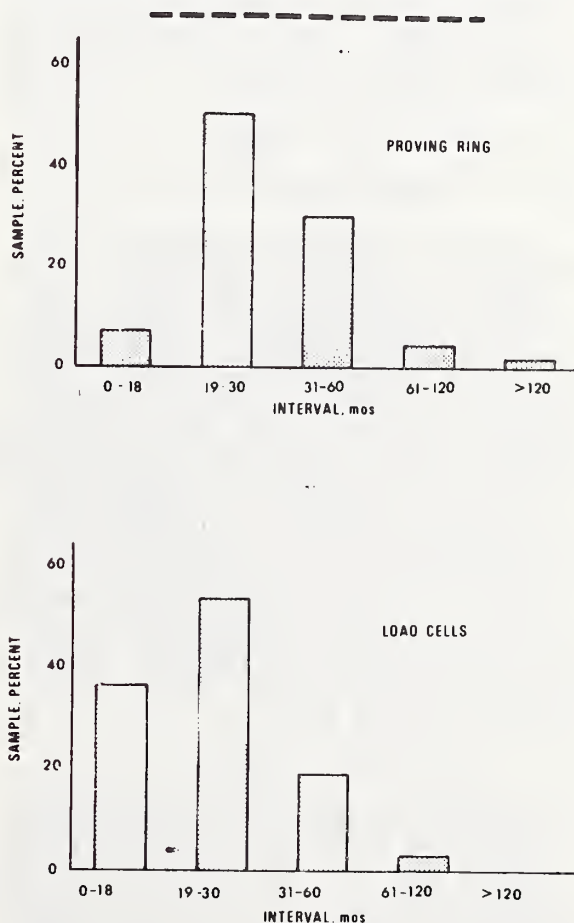 60
40
20
0
SAMPLE, PERCENT
PROVING RING
0-18 19-30 31-60 61-120 >120
INTERVAL, mos
60
40
20
0
SAMPLE, PERCENT
LOAD CELLS
0-18 19-30 31-60 61-120 >120
INTERVAL, mos